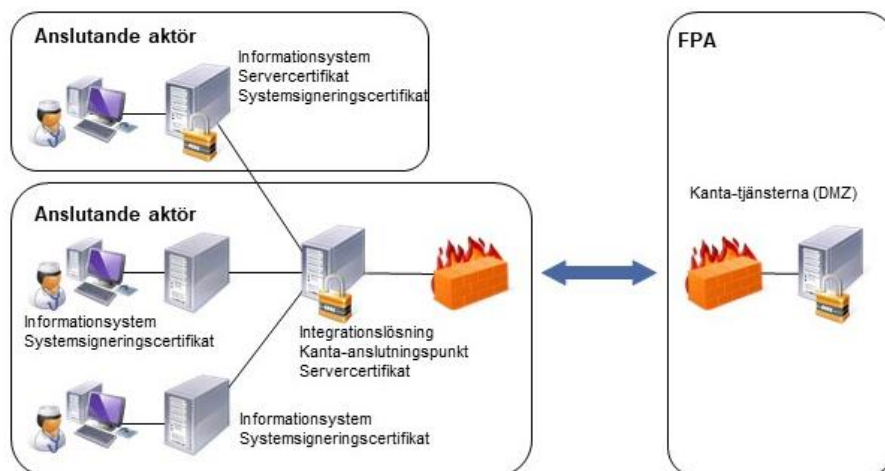 Anslutande aktör
Informationsystem
Servercertifikat
Systemsigneringscertifikat
Anslutande aktör
Informationsystem
Systemsigneringscertifikat
Integrationslösning
Kanta-anslutningspunkt
Servercertifikat
Informationsystem
Systemsigneringscertifikat
FPA
Kanta-tjänsterna (DMZ)